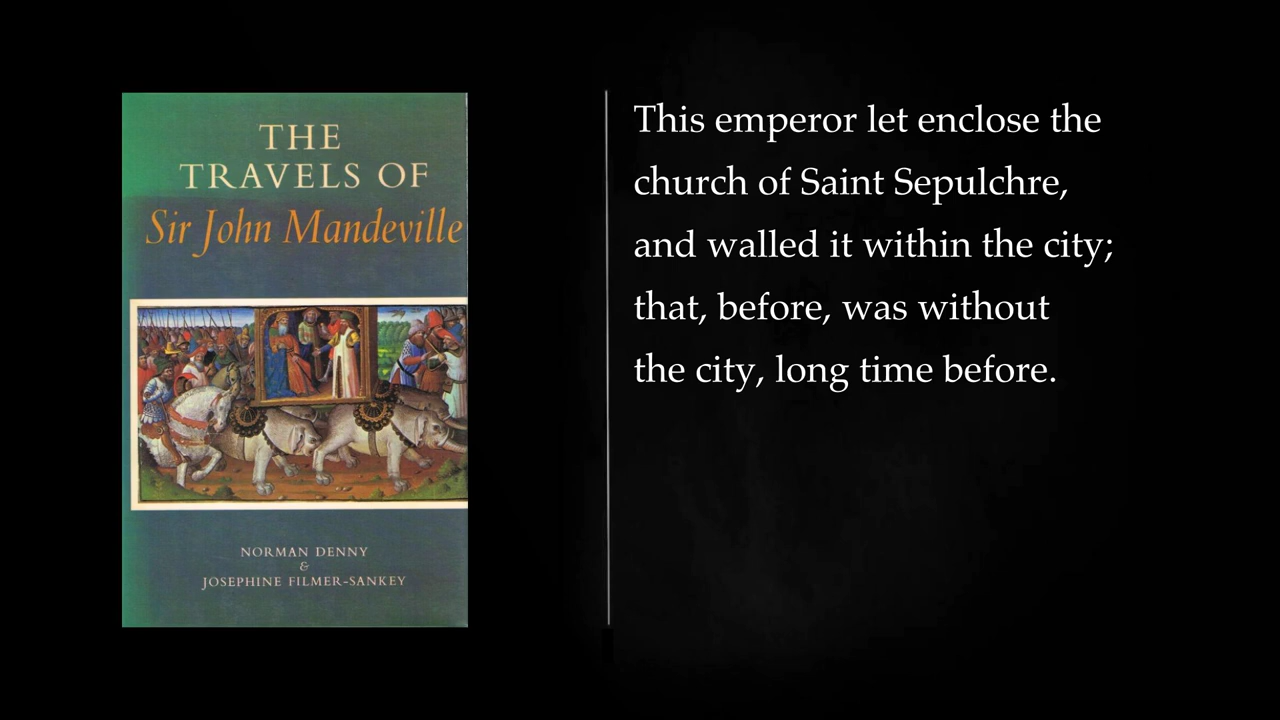 THE
TRAVELS OF
Sir John Mandeville
NORMAN DENNY
&
JOSEPHINE FILMER-SANKEY
This emperor let enclose the
church of Saint Sepulchre,
and walled it within the city;
that, before, was without
the city, long time before.